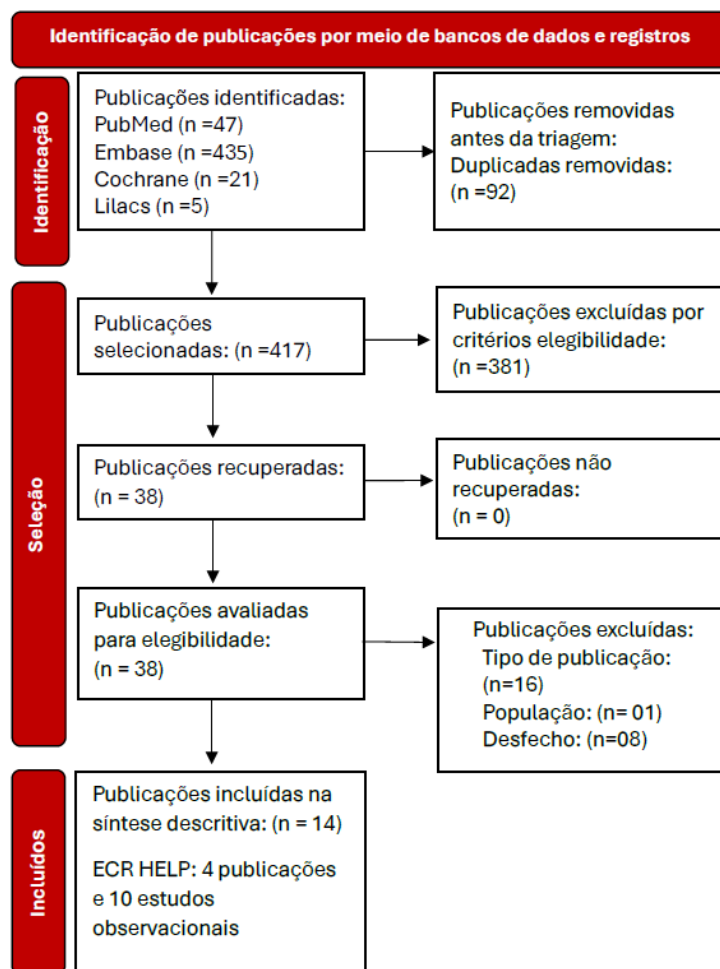 Identificação de publicações por meio de bancos de dados e registros
Identificação
Publicações identificadas:
PubMed (n =47)
Embase (n =435)
Cochrane (n =21)
Lilacs (n =5)
Publicações removidas
antes da triagem:
Duplicadas removidas:
(n =92)
Seleção
Publicações
selecionadas: (n =417)
Publicações excluídas por
critérios elegibilidade:
(n =381)
Publicações recuperadas:
(n = 38)
Publicações não
recuperadas:
(n = 0)
Publicações avaliadas
para elegibilidade:
(n = 38)
Publicações excluídas:
Tipo de publicação:
(n=16)
População: (n= 01)
Desfecho: (n=08)
Incluídos
Publicações incluídas na
síntese descritiva: (n = 14)
ECR HELP: 4 publicações
e 10 estudos
observacionais